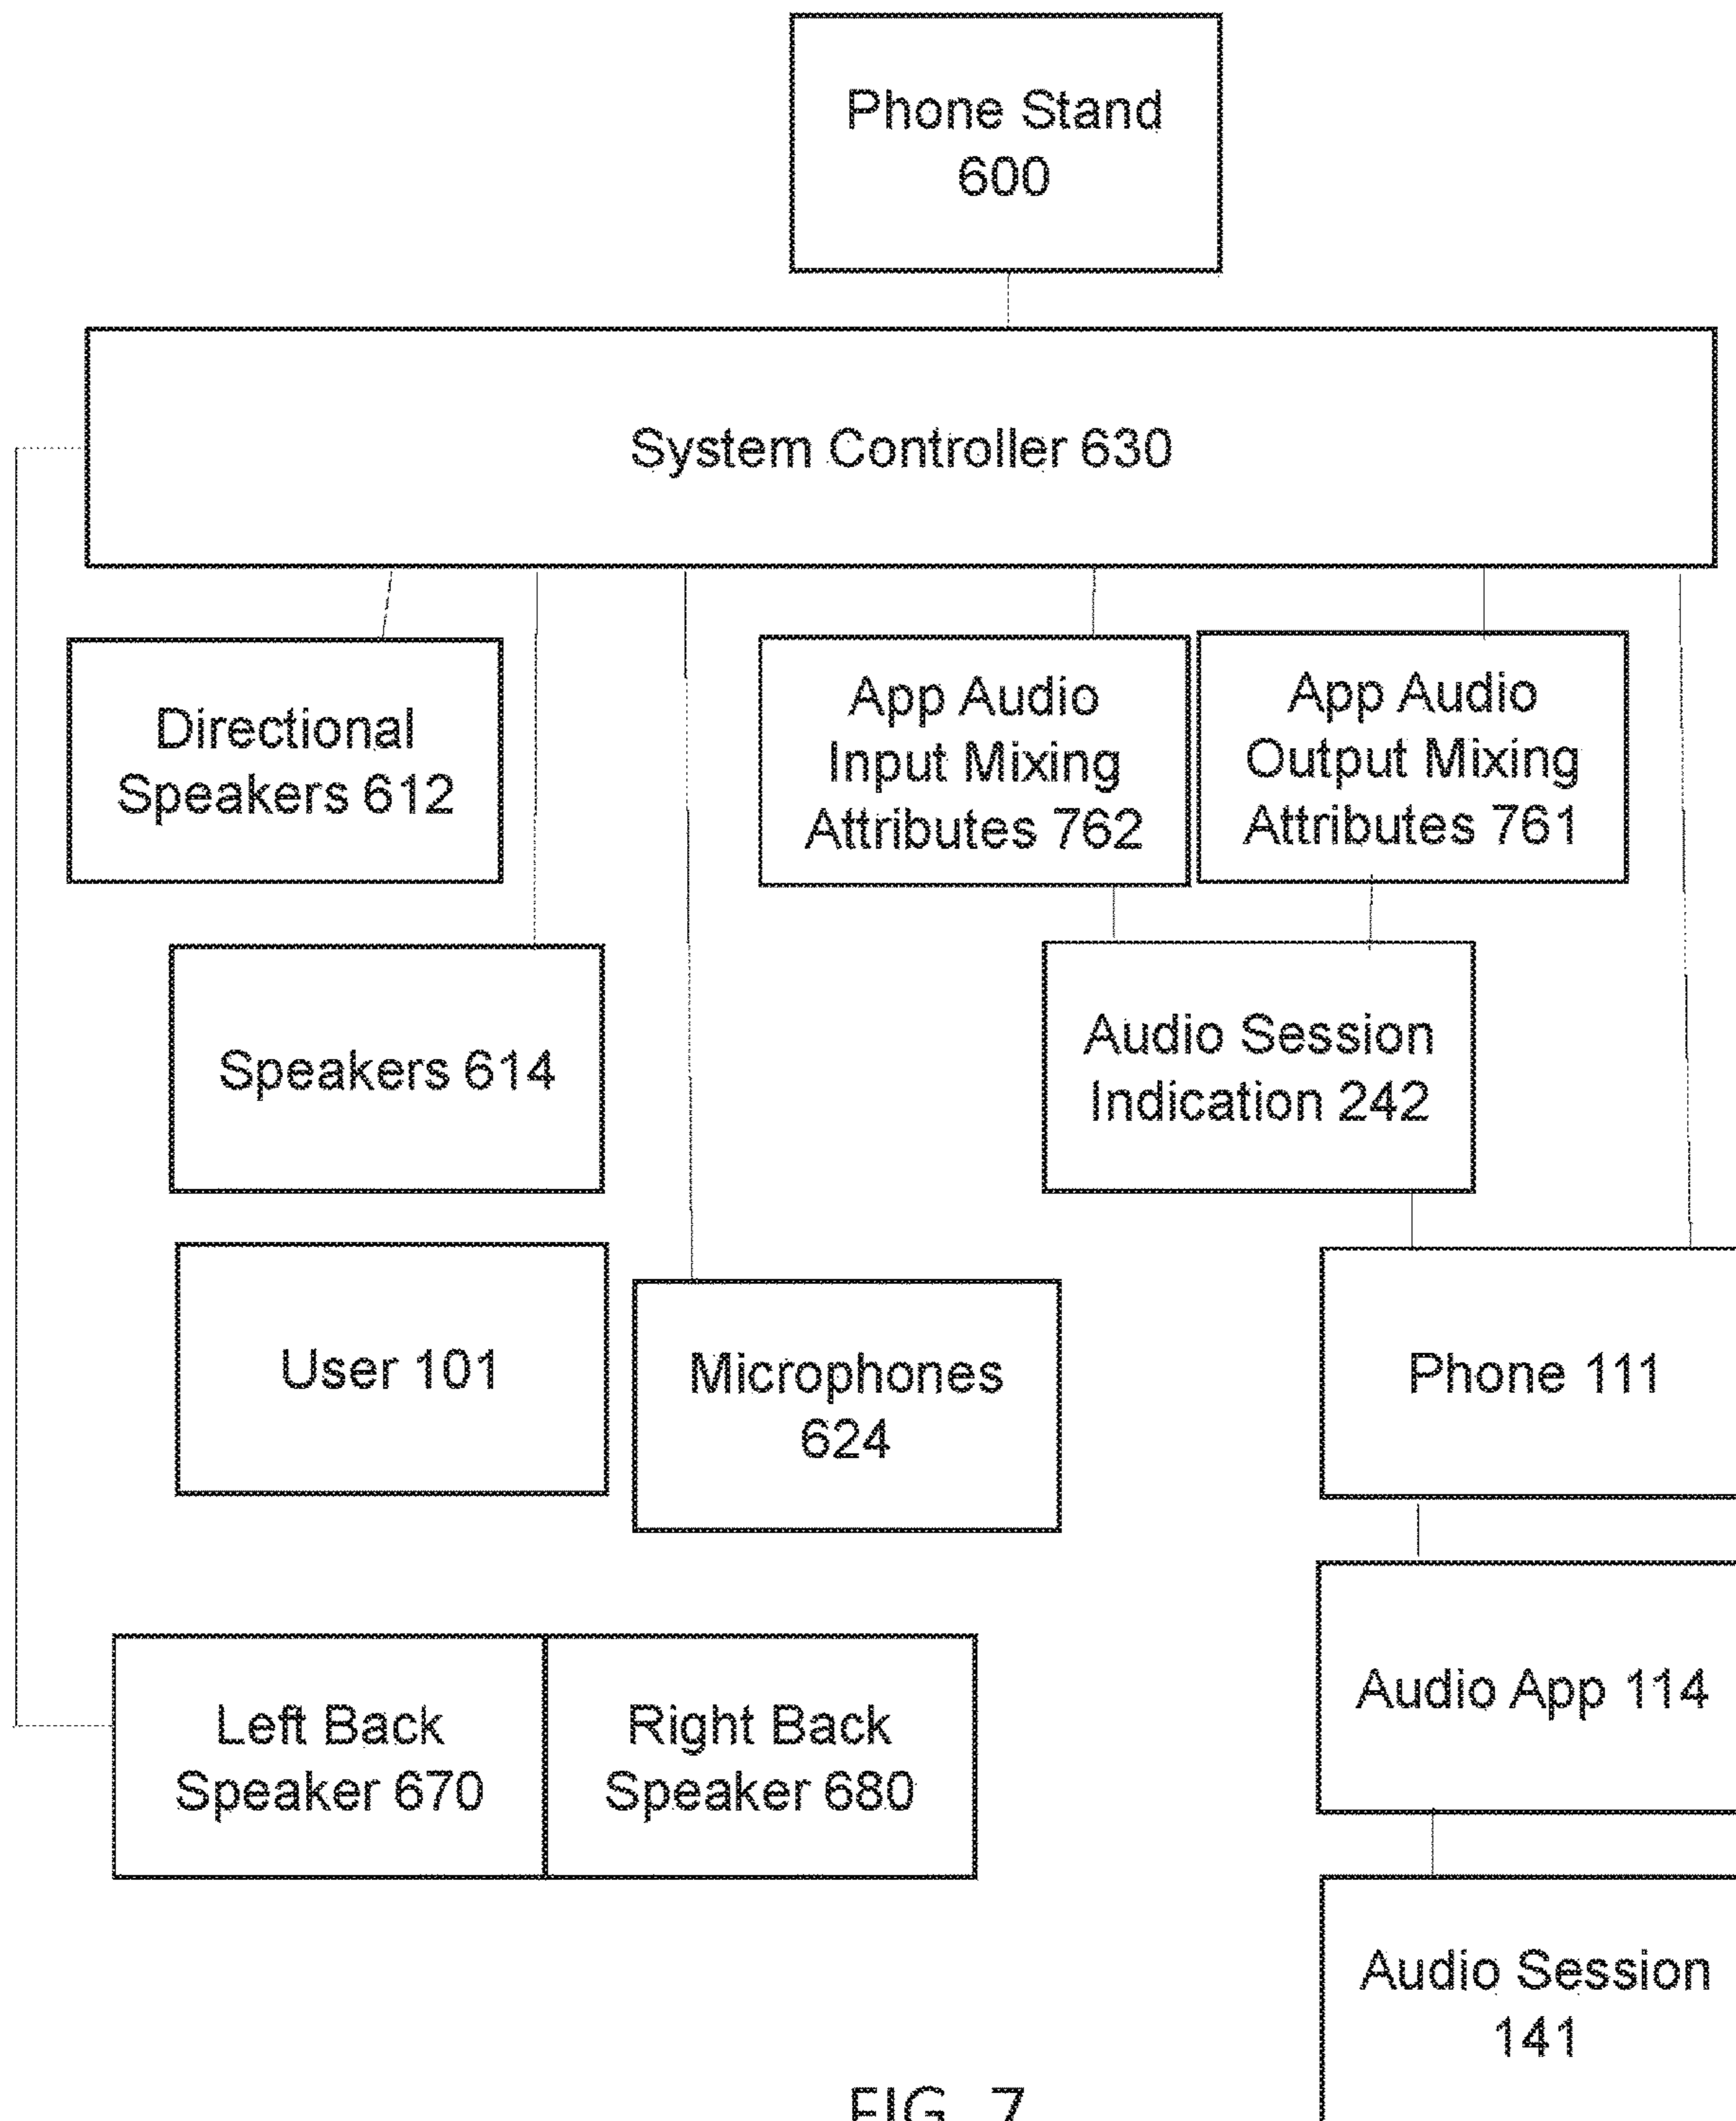 Phone Stand
600
System Controller 630
Directional
Speakers 612
App Audio
Input Mixing
Attributes 762
App Audio
Output Mixing
Attributes 761
Speakers 614
Audio Session
Indication 242
User 101
Microphones
624
Phone 111
Left Back
Speaker 670
Right Back
Speaker 680
Audio App 114
Audio Session
141
FIG. 7